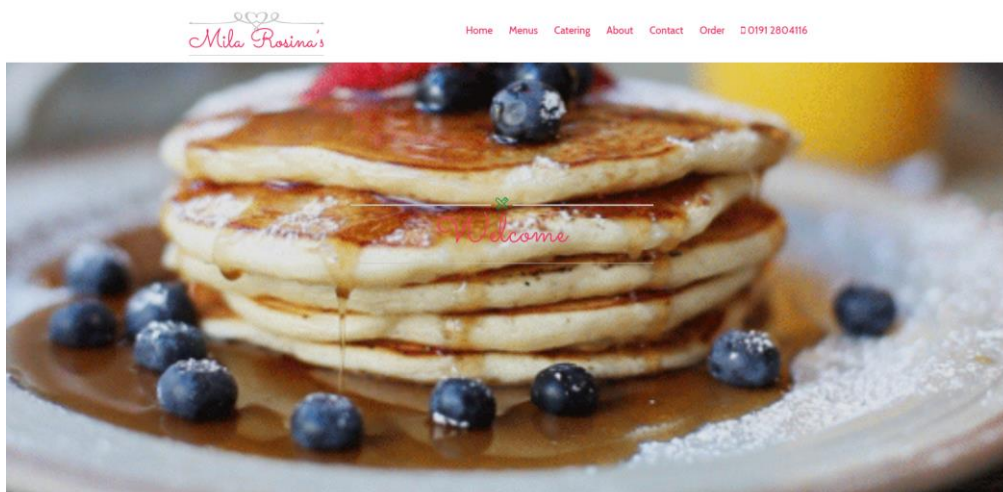 Mila Rosina's
Home Menus Catering About Contact Order 0191 2804116
Welcome